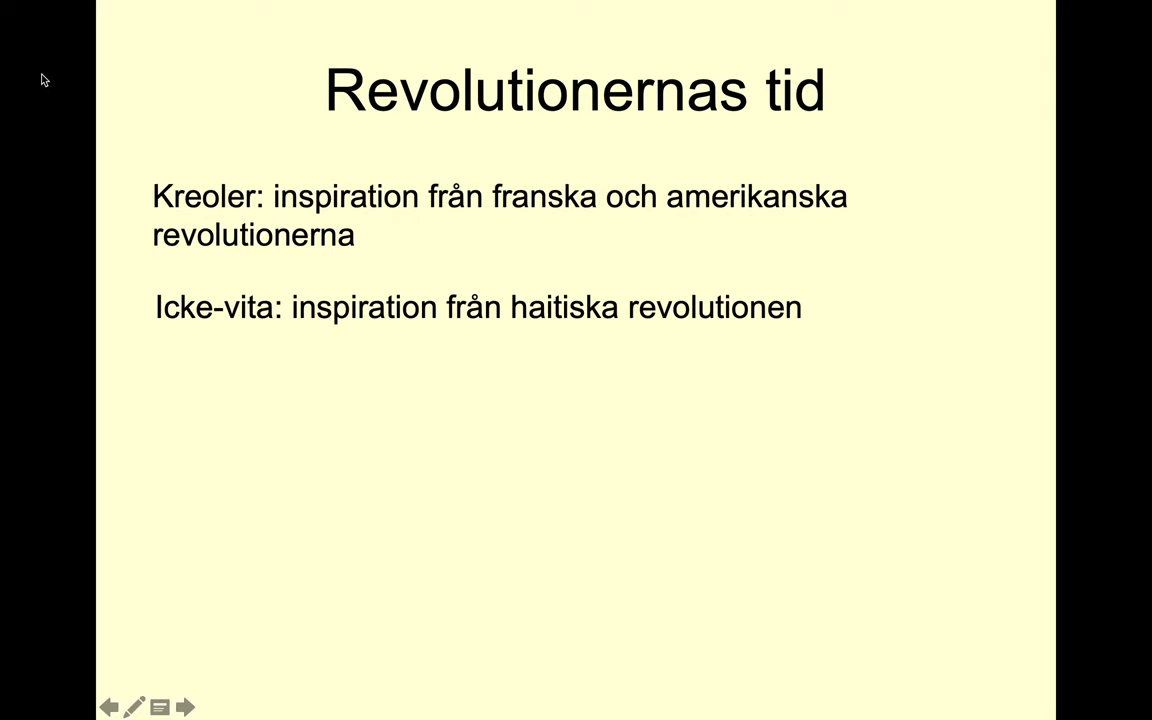 Revolutionernas tid
Kreoler: inspiration från franska och amerikanska
revolutionerna
Icke-vita: inspiration från haitiska revolutionen